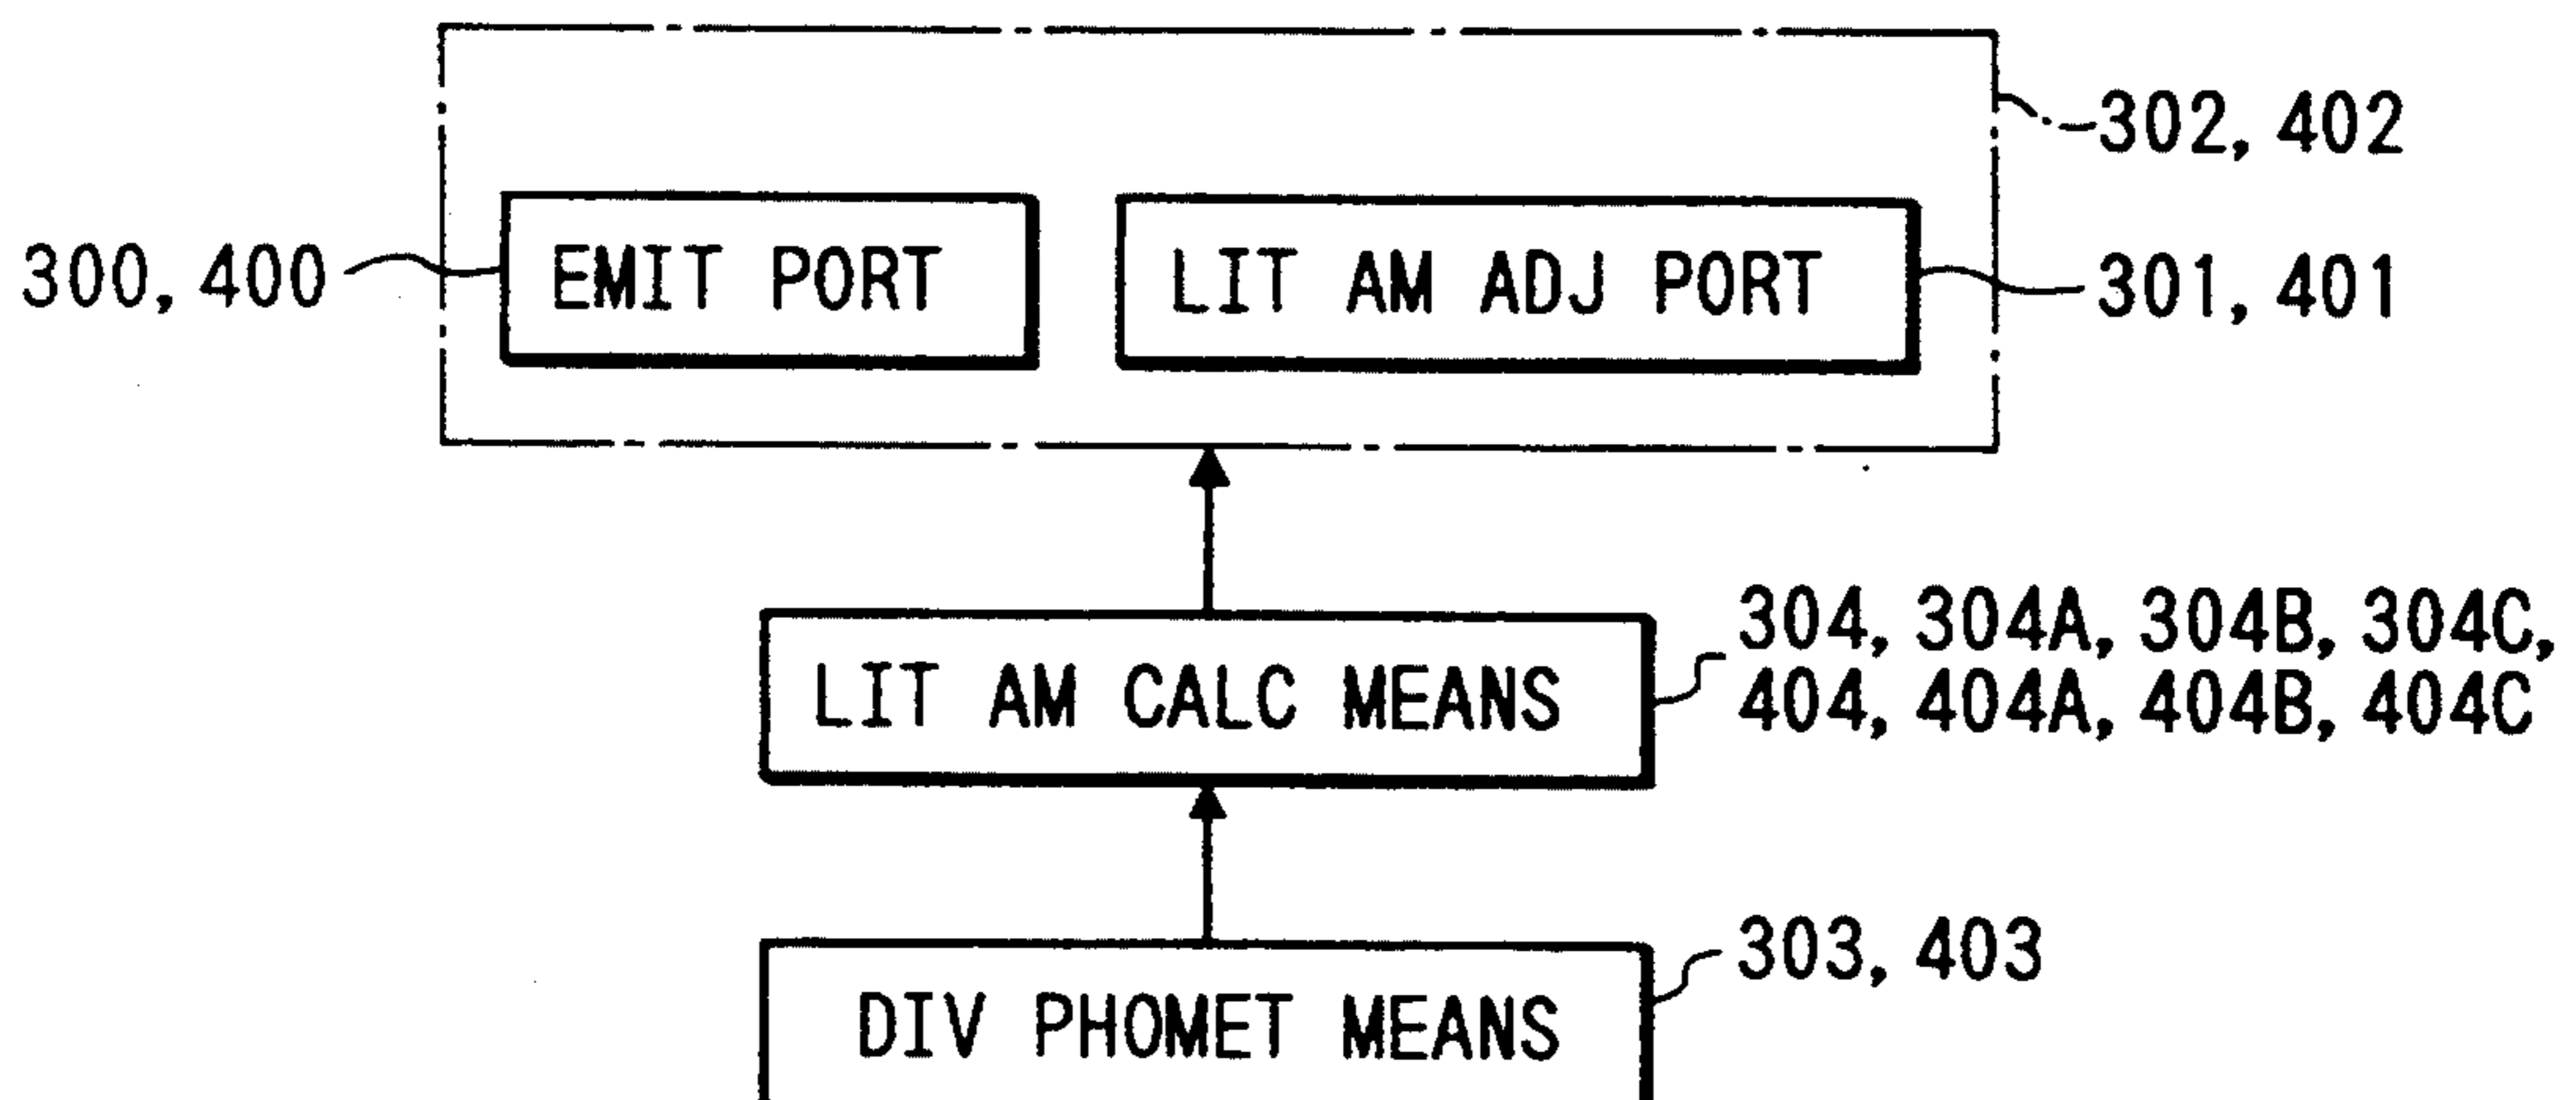 302, 402
300, 400
EMIT PORT
LIT AM ADJ PORT
301, 401
LIT AM CALC MEANS
304, 304A, 304B, 304C,
404, 404A, 404B, 404C
303, 403
DIV PHOMET MEANS